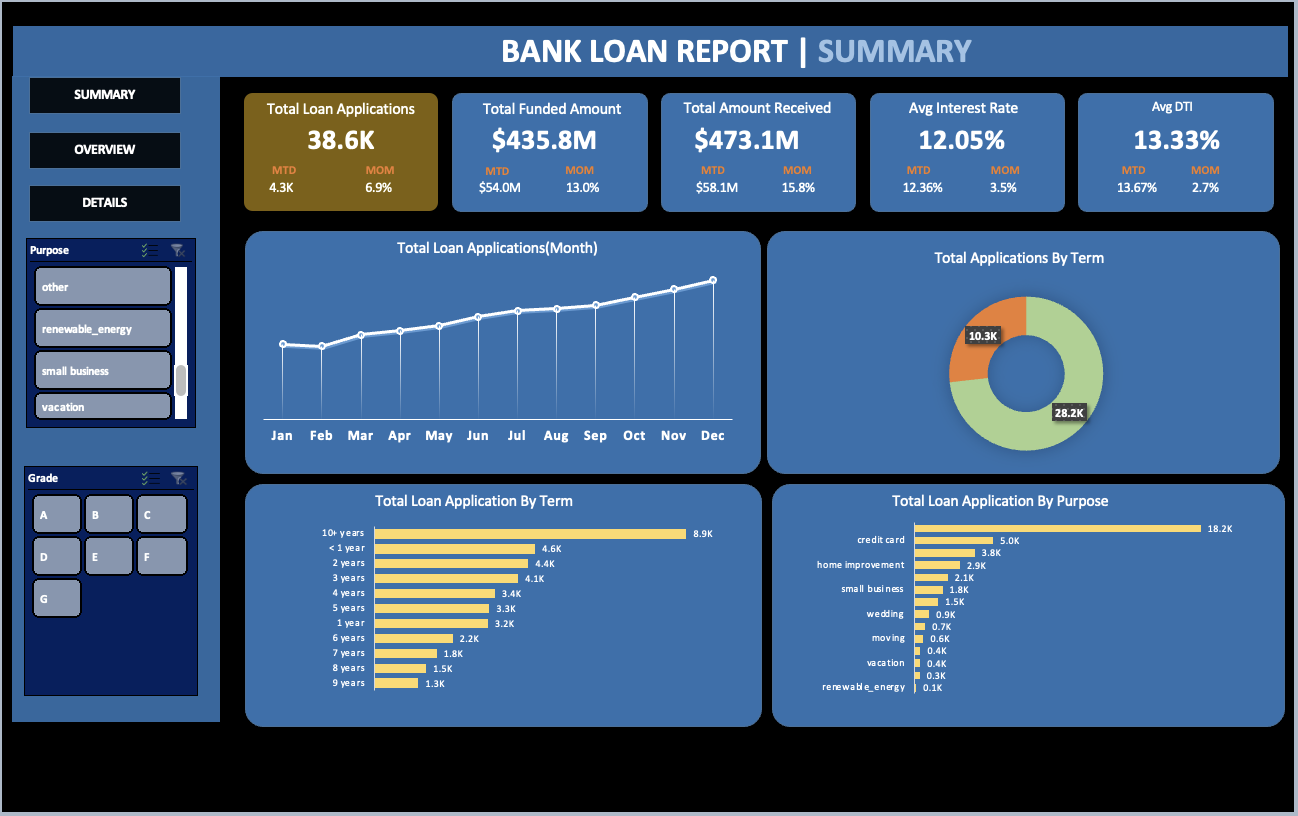 BANK LOAN REPORT | SUMMARY
SUMMARY
OVERVIEW
DETAILS
Purpose
other
renewable_energy
small business
vacation
Grade
A B C
D E F
G
Total Loan Applications
38.6K
MTD MOM
4.3K 6.9%
Total Funded Amount
$435.8M
MTD MOM
$54.0M 13.0%
Total Amount Received
$473.1M
MTD MOM
$58.1M 15.8%
Avg Interest Rate
12.05%
MTD MOM
12.36% 3.5%
Avg DTI
13.33%
MTD MOM
13.67% 2.7%
Total Loan Applications(Month)
Jan Feb Mar Apr May Jun Jul Aug Sep Oct Nov Dec
Total Applications By Term
10.3K
28.2K
Total Loan Application By Term
10+ years 8.9K
< 1 year 4.6K
2 years 4.4K
3 years 4.1K
4 years 3.4K
5 years 3.3K
1 year 3.2K
6 years 2.2K
7 years 1.8K
8 years 1.5K
9 years 1.3K
Total Loan Application By Purpose
18.2K
credit card 5.0K
3.8K
home improvement 2.9K
2.1K
small business 1.8K
1.5K
wedding 0.9K
0.7K
moving 0.6K
0.4K
vacation 0.4K
0.3K
renewable_energy 0.1K